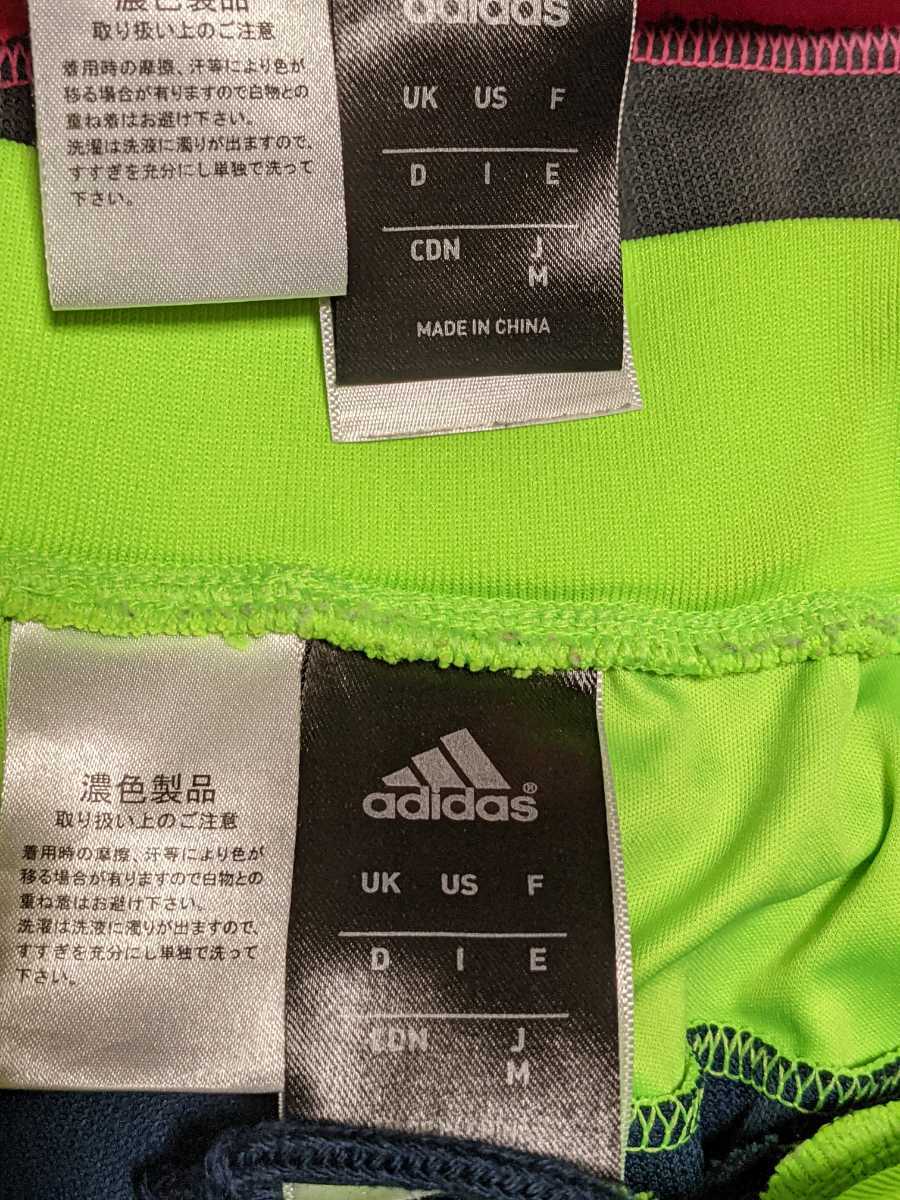 濃色製品
取り扱い上のご注意
着用時の摩擦、汗等により色が
移る場合が有りますので白物との
重ね着はお避け下さい。
洗濯は洗液に濁りが出ますので、
すすぎを充分にし単独で洗って
下さい。
adidas
UK US F
D I E
CDN J
M
MADE IN CHINA
濃色製品
取り扱い上のご注意
着用時の摩擦、汗等により色が
移る場合が有りますので白物との
重ね着はお避け下さい。
洗濯は洗液に濁りが出ますので、
すすぎを充分にし単独で洗って
下さい。
adidas®
UK US F
D I E
CDN J
M